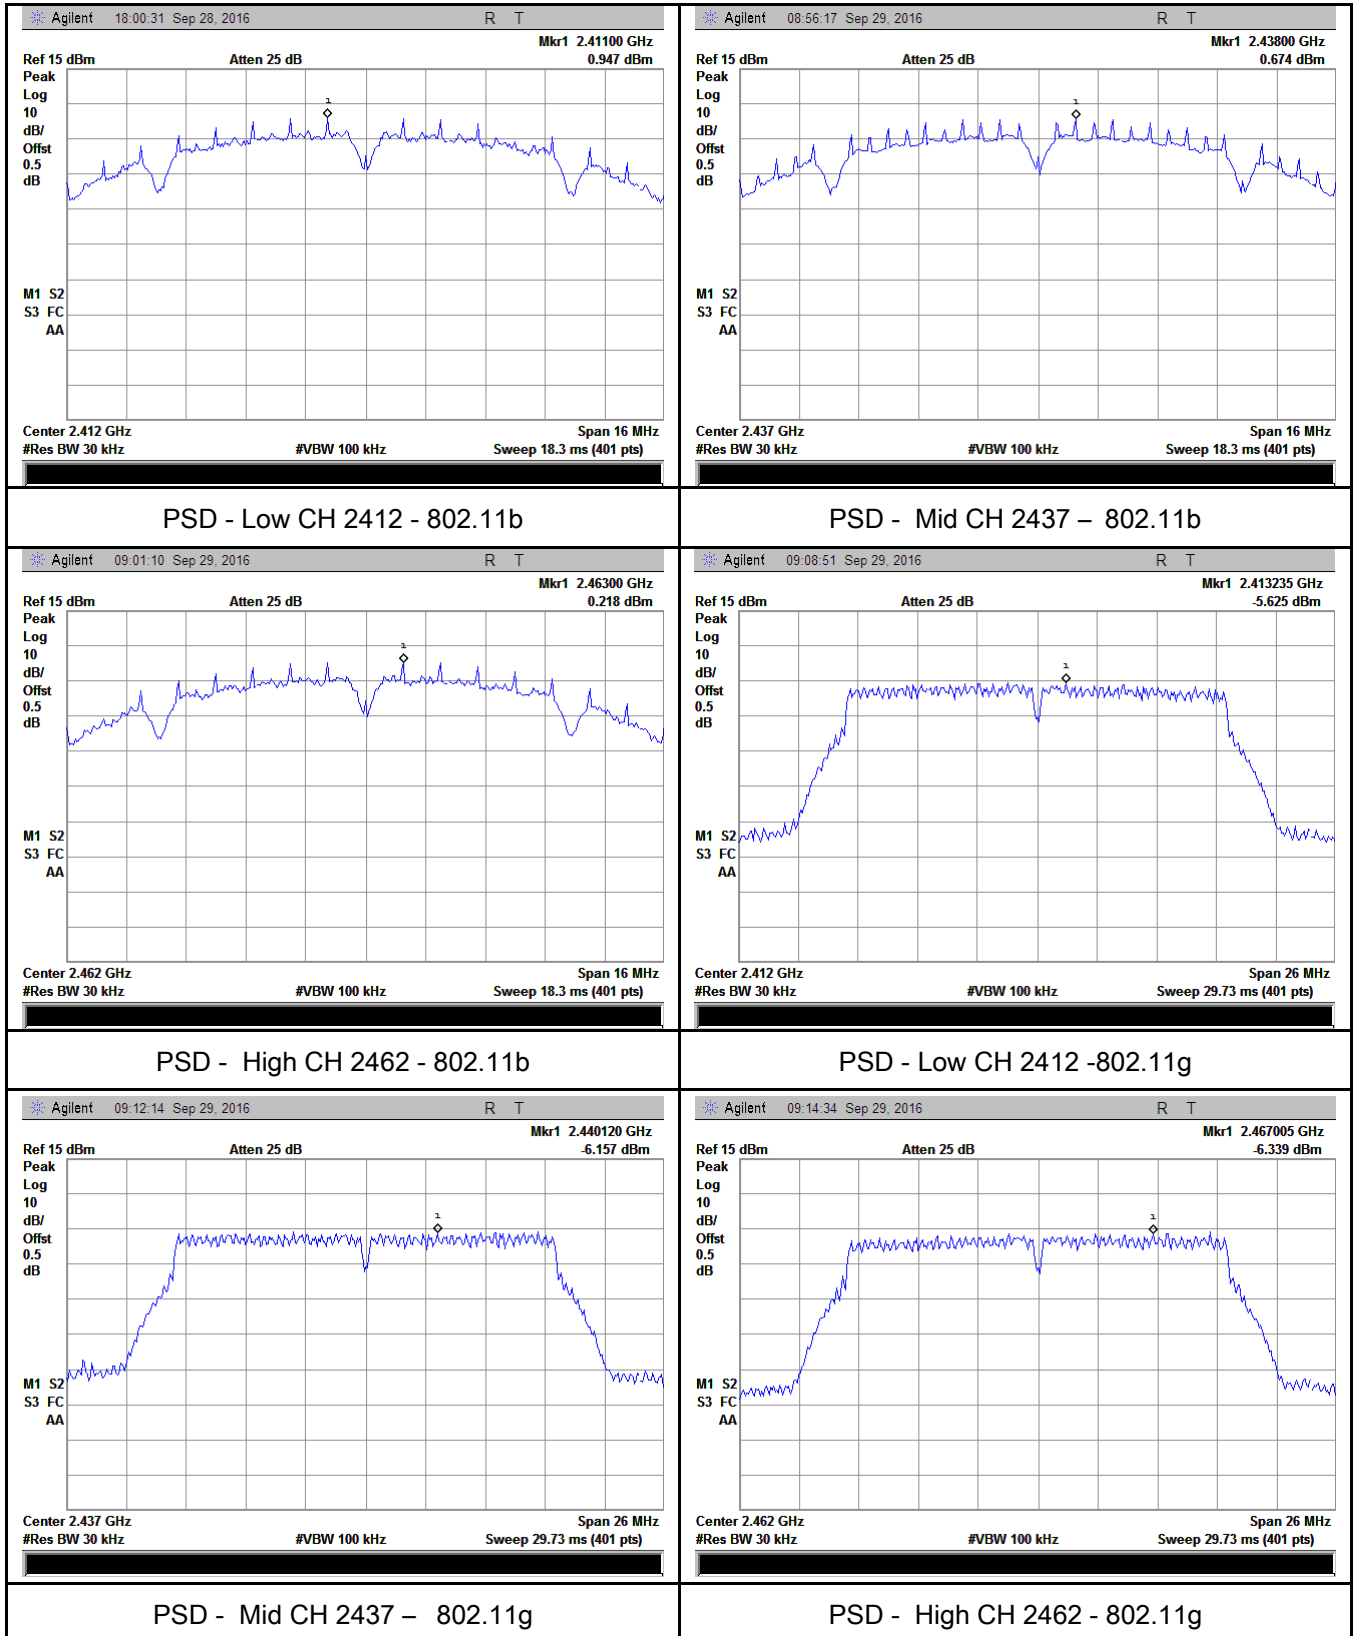 Agilent 18:00:31 Sep 28, 2016 R T
Mkr1 2.41100 GHz
Ref 15 dBm Atten 25 dB 0.947 dBm
Peak
Log
10
dB/
Offst
0.5
dB
1
M1 S2
S3 FC
AA
Center 2.412 GHz Span 16 MHz
#Res BW 30 kHz #VBW 100 kHz Sweep 18.3 ms (401 pts)
PSD - Low CH 2412 - 802.11b
Agilent 08:56:17 Sep 29, 2016 R T
Mkr1 2.43800 GHz
Ref 15 dBm Atten 25 dB 0.674 dBm
Peak
Log
10
dB/
Offst
0.5
dB
1
M1 S2
S3 FC
AA
Center 2.437 GHz Span 16 MHz
#Res BW 30 kHz #VBW 100 kHz Sweep 18.3 ms (401 pts)
PSD - Mid CH 2437 – 802.11b
Agilent 09:01:10 Sep 29, 2016 R T
Mkr1 2.46300 GHz
Ref 15 dBm Atten 25 dB 0.218 dBm
Peak
Log
10
dB/
Offst
0.5
dB
1
M1 S2
S3 FC
AA
Center 2.462 GHz Span 16 MHz
#Res BW 30 kHz #VBW 100 kHz Sweep 18.3 ms (401 pts)
PSD - High CH 2462 - 802.11b
Agilent 09:08:51 Sep 29, 2016 R T
Mkr1 2.413235 GHz
Ref 15 dBm Atten 25 dB -5.625 dBm
Peak
Log
10
dB/
Offst
0.5
dB
1
M1 S2
S3 FC
AA
Center 2.412 GHz Span 26 MHz
#Res BW 30 kHz #VBW 100 kHz Sweep 29.73 ms (401 pts)
PSD - Low CH 2412 -802.11g
Agilent 09:12:14 Sep 29, 2016 R T
Mkr1 2.440120 GHz
Ref 15 dBm Atten 25 dB -6.157 dBm
Peak
Log
10
dB/
Offst
0.5
dB
1
M1 S2
S3 FC
AA
Center 2.437 GHz Span 26 MHz
#Res BW 30 kHz #VBW 100 kHz Sweep 29.73 ms (401 pts)
PSD - Mid CH 2437 – 802.11g
Agilent 09:14:34 Sep 29, 2016 R T
Mkr1 2.467005 GHz
Ref 15 dBm Atten 25 dB -6.339 dBm
Peak
Log
10
dB/
Offst
0.5
dB
1
M1 S2
S3 FC
AA
Center 2.462 GHz Span 26 MHz
#Res BW 30 kHz #VBW 100 kHz Sweep 29.73 ms (401 pts)
PSD - High CH 2462 - 802.11g